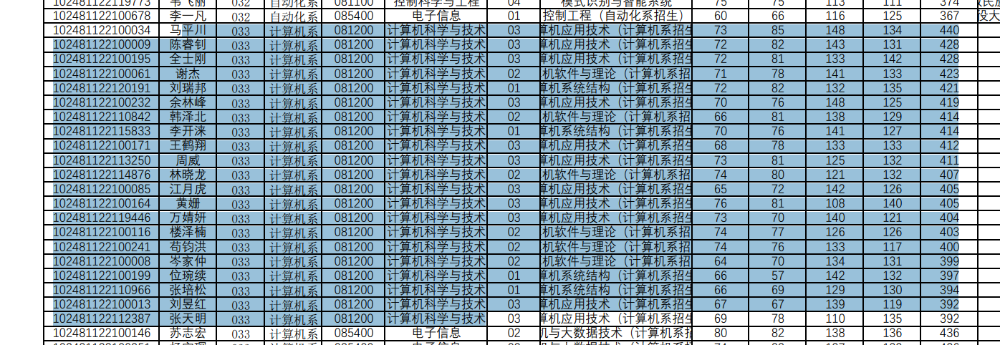 102481122119773 韦飞丽 032 自动化系 081100 控制科学与工程 04 模式识别与智能系统 75 75 113 111 374
102481122100678 李一凡 032 自动化系 085400 电子信息 01 控制工程（自动化系招生） 60 66 116 125 367 役大
102481122100034 马平川 033 计算机系 081200 计算机科学与技术 03 算机应用技术（计算机系招生 73 85 148 134 440
102481122100009 陈睿钊 033 计算机系 081200 计算机科学与技术 03 算机应用技术（计算机系招生 72 82 143 131 428
102481122100195 全士刚 033 计算机系 081200 计算机科学与技术 03 算机应用技术（计算机系招生 72 81 133 142 428
102481122100061 谢杰 033 计算机系 081200 计算机科学与技术 02 机软件与理论（计算机系招 71 78 141 133 423
102481122120191 刘瑞邦 033 计算机系 081200 计算机科学与技术 01 算机系统结构（计算机系招生 72 82 132 135 421
102481122100232 余林峰 033 计算机系 081200 计算机科学与技术 03 算机应用技术（计算机系招生 70 76 148 125 419
102481122110842 韩泽北 033 计算机系 081200 计算机科学与技术 02 机软件与理论（计算机系招 66 81 138 129 414
102481122115833 李开涞 033 计算机系 081200 计算机科学与技术 01 算机系统结构（计算机系招生 70 76 141 127 414
102481122100171 王鹤翔 033 计算机系 081200 计算机科学与技术 03 算机应用技术（计算机系招生 68 78 133 133 412
102481122113250 周威 033 计算机系 081200 计算机科学与技术 03 算机应用技术（计算机系招生 73 81 125 132 411
102481122114876 林晓龙 033 计算机系 081200 计算机科学与技术 02 机软件与理论（计算机系招 74 80 121 132 407
102481122100085 江月虎 033 计算机系 081200 计算机科学与技术 03 算机应用技术（计算机系招生 65 72 142 126 405
102481122100164 黄姗 033 计算机系 081200 计算机科学与技术 03 算机应用技术（计算机系招生 76 81 108 140 405
102481122119446 万婧妍 033 计算机系 081200 计算机科学与技术 03 算机应用技术（计算机系招生 73 70 140 121 404
102481122100116 楼泽楠 033 计算机系 081200 计算机科学与技术 02 机软件与理论（计算机系招 74 77 126 126 403
102481122100241 苟钧洪 033 计算机系 081200 计算机科学与技术 02 机软件与理论（计算机系招 74 76 133 117 400
102481122100008 岑家仲 033 计算机系 081200 计算机科学与技术 02 机软件与理论（计算机系招 64 70 134 131 399
102481122100199 位琬续 033 计算机系 081200 计算机科学与技术 01 算机系统结构（计算机系招生 66 57 142 132 397
102481122110966 张培松 033 计算机系 081200 计算机科学与技术 01 算机系统结构（计算机系招生 66 69 129 130 394
102481122100013 刘昱红 033 计算机系 081200 计算机科学与技术 03 算机应用技术（计算机系招生 67 67 139 119 392
102481122112387 张天明 033 计算机系 081200 计算机科学与技术 03 算机应用技术（计算机系招生 69 78 110 135 392
102481122100146 苏志宏 033 计算机系 085400 电子信息 02 机与大数据技术（计算机系招 80 82 138 136 436